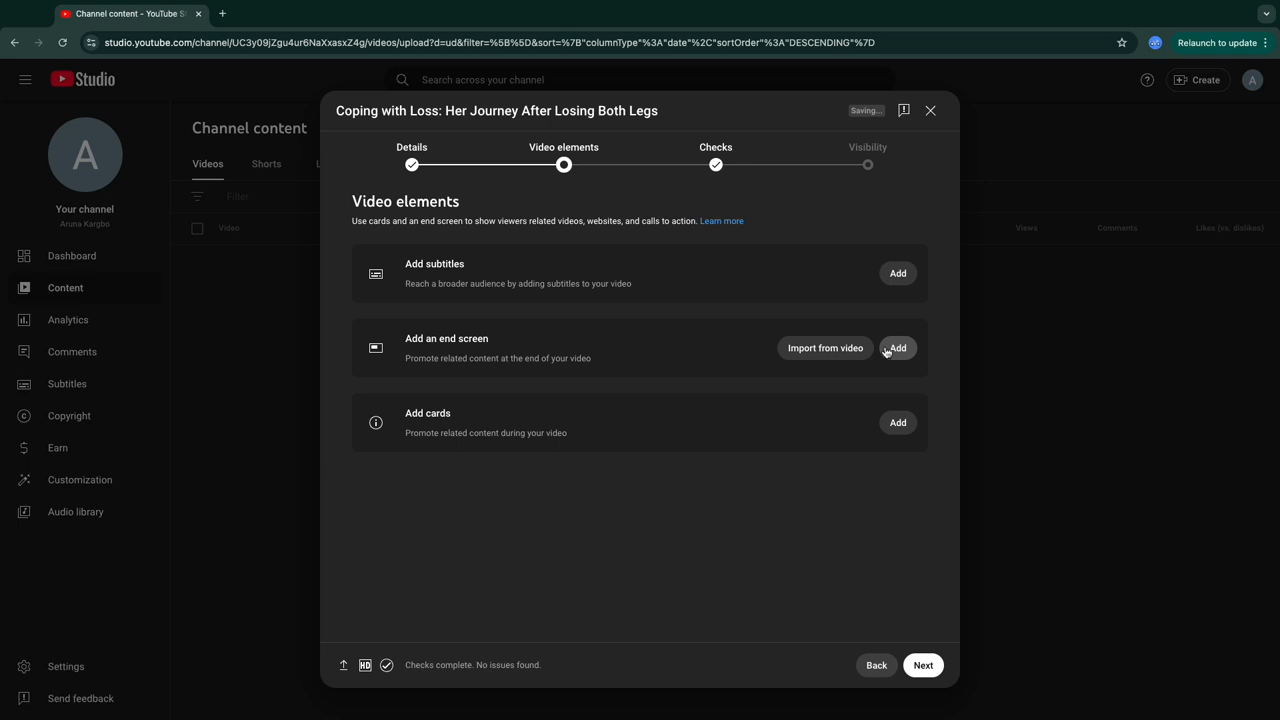 Channel content - YouTube S
studio.youtube.com/channel/UC3y09jZgu4ur6NaXxasxZ4g/videos/upload?d=ud&filter=%5B%5D&sort=%7B"columnType"%3A"date"%2C"sortOrder"%3A"DESCENDING"%7D
Relaunch to update
Studio
Search across your channel
Create
A
A
Your channel
Aruna Kargbo
Dashboard
Content
Analytics
Comments
Subtitles
Copyright
Earn
Customization
Audio library
Settings
Send feedback
Channel content
Videos
Shorts
L
Filter
Video
Views
Comments
Likes (vs. dislikes)
Coping with Loss: Her Journey After Losing Both Legs
Saving...
Details
Video elements
Checks
Visibility
Video elements
Use cards and an end screen to show viewers related videos, websites, and calls to action. Learn more
Add subtitles
Reach a broader audience by adding subtitles to your video
Add
Add an end screen
Promote related content at the end of your video
Import from video
Add
Add cards
Promote related content during your video
Add
HD
Checks complete. No issues found.
Back
Next